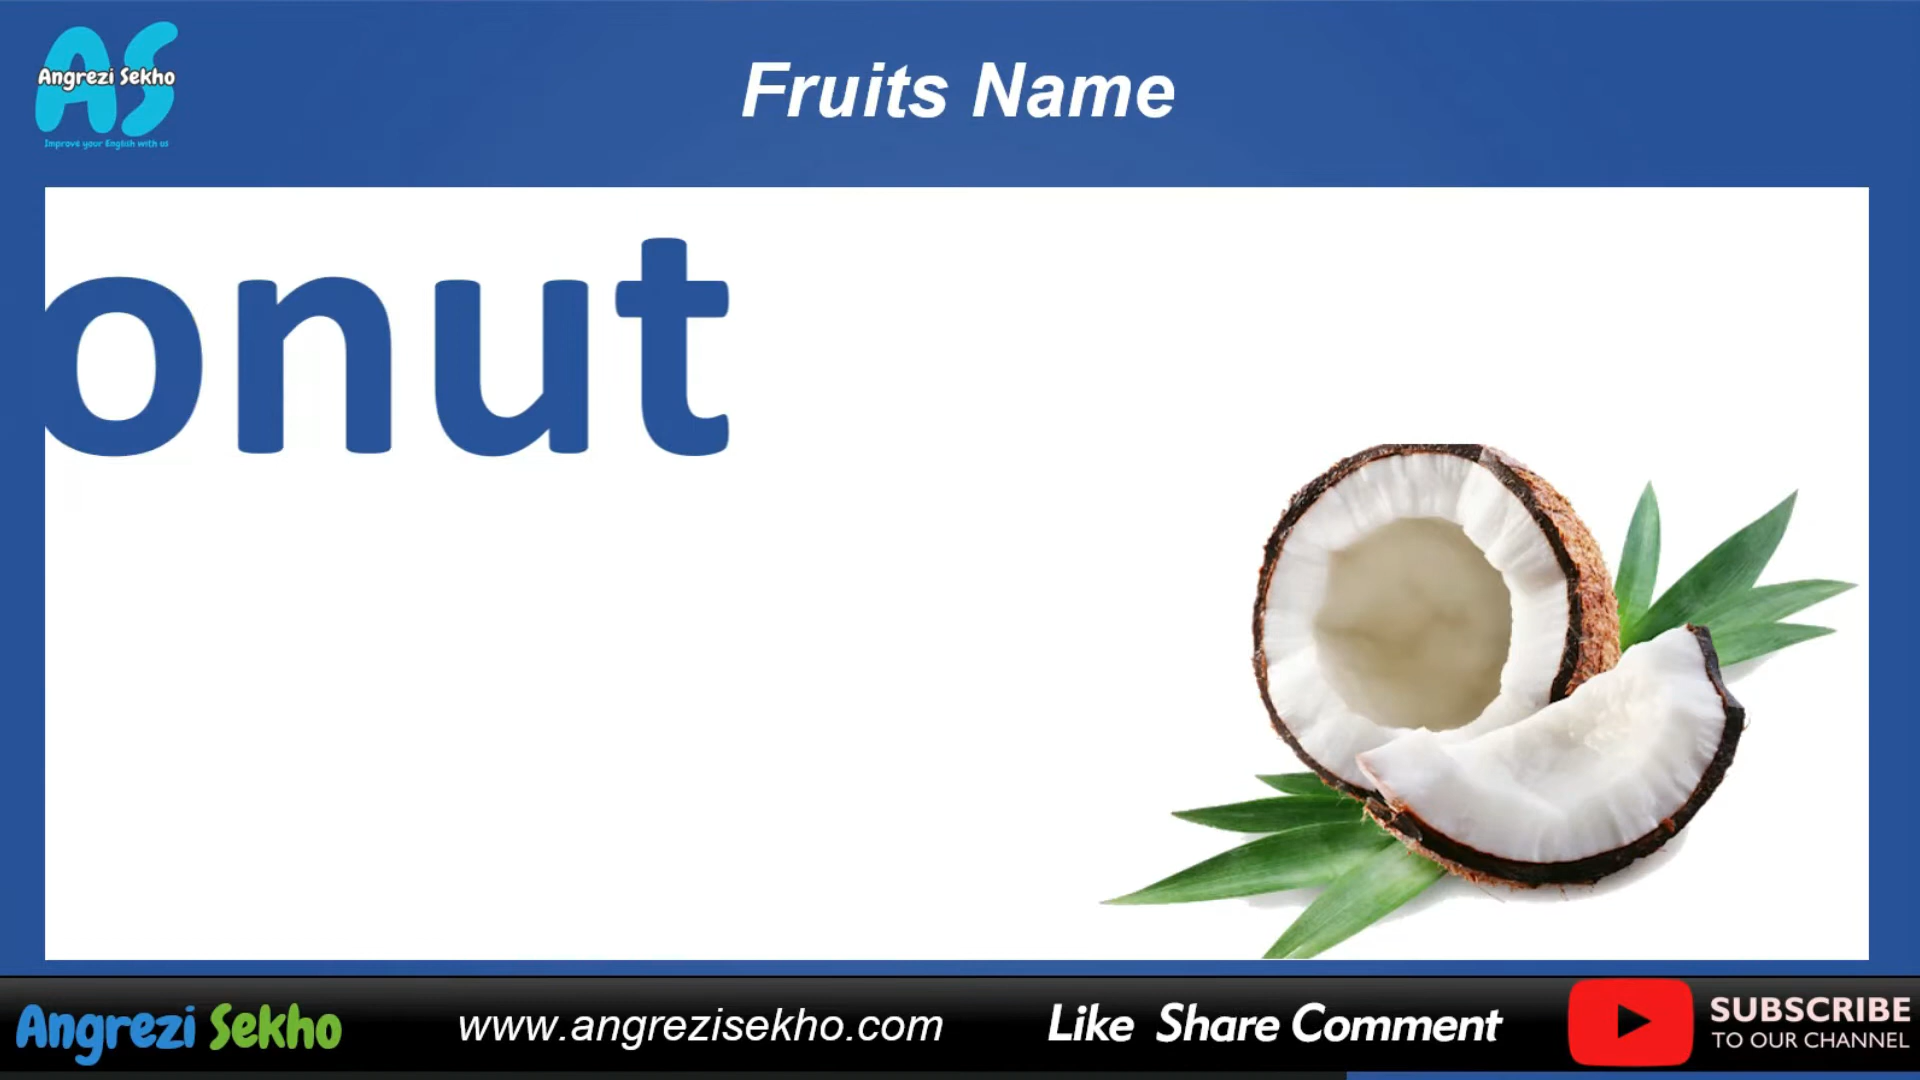 AS
Angrezi Sekho
Improve your English with us
Fruits Name
onut
Angrezi Sekho
www.angrezisekho.com
Like Share Comment
SUBSCRIBE
TO OUR CHANNEL